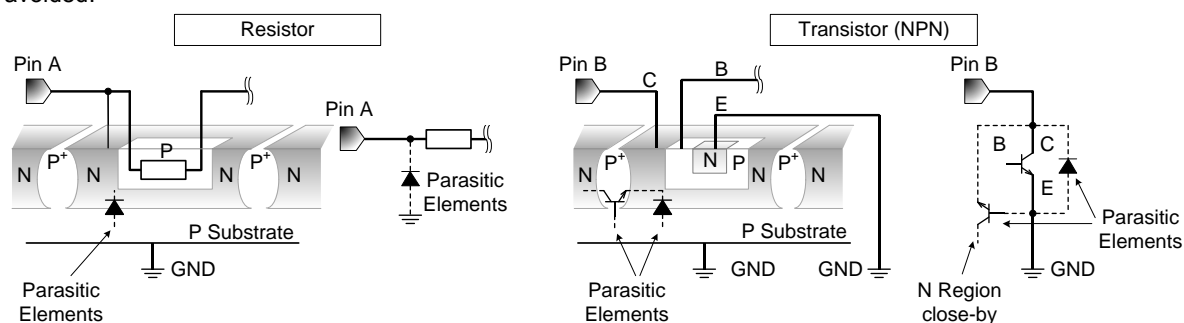 avoided.
Resistor
Transistor (NPN)
Pin A
Pin A
N
P+
N
P
P+
N
N
Parasitic
Elements
P Substrate
GND
Parasitic
Elements
Pin B
C
B
E
N
P+
N
N
P
P+
N
N
P Substrate
GND
GND
Parasitic
Elements
Pin B
B
C
E
Parasitic
Elements
GND
N Region
close-by